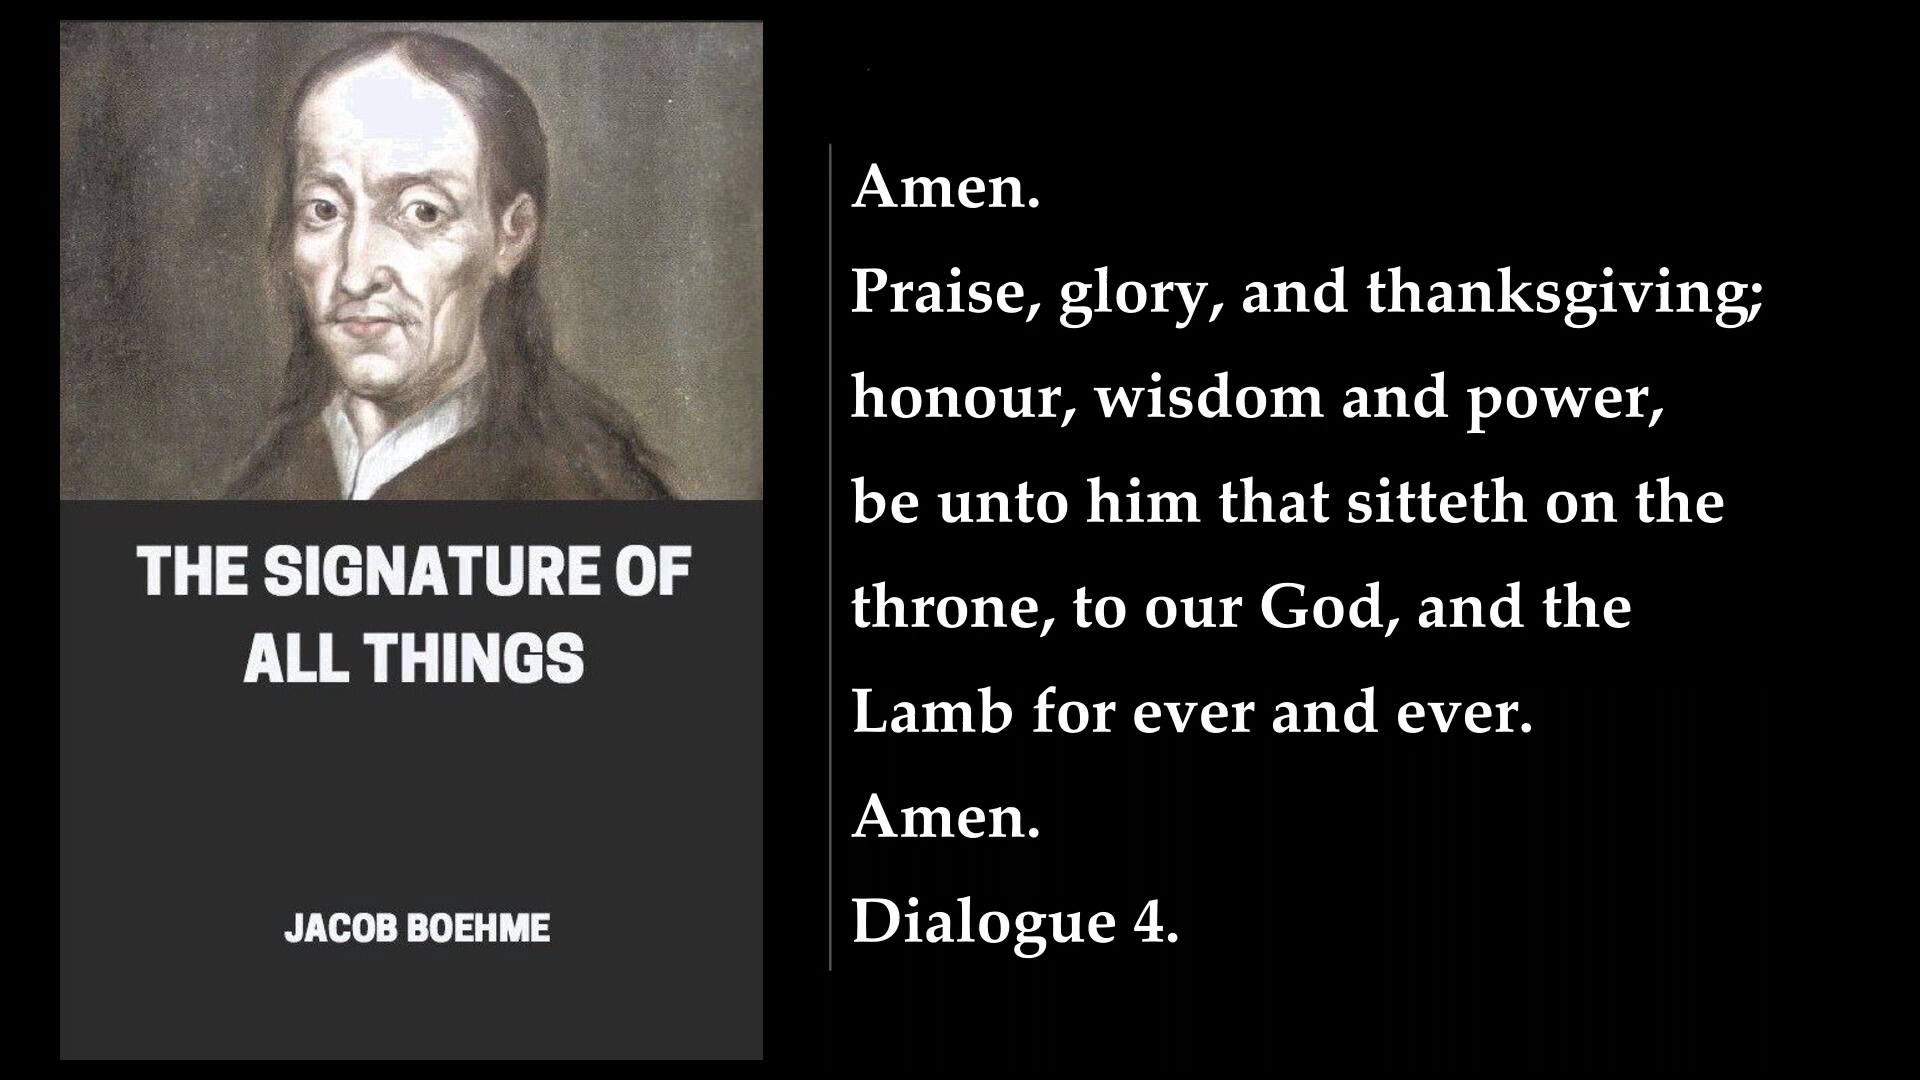 THE SIGNATURE OF
ALL THINGS
JACOB BOEHME
Amen.
Praise, glory, and thanksgiving;
honour, wisdom and power,
be unto him that sitteth on the
throne, to our God, and the
Lamb for ever and ever.
Amen.
Dialogue 4.